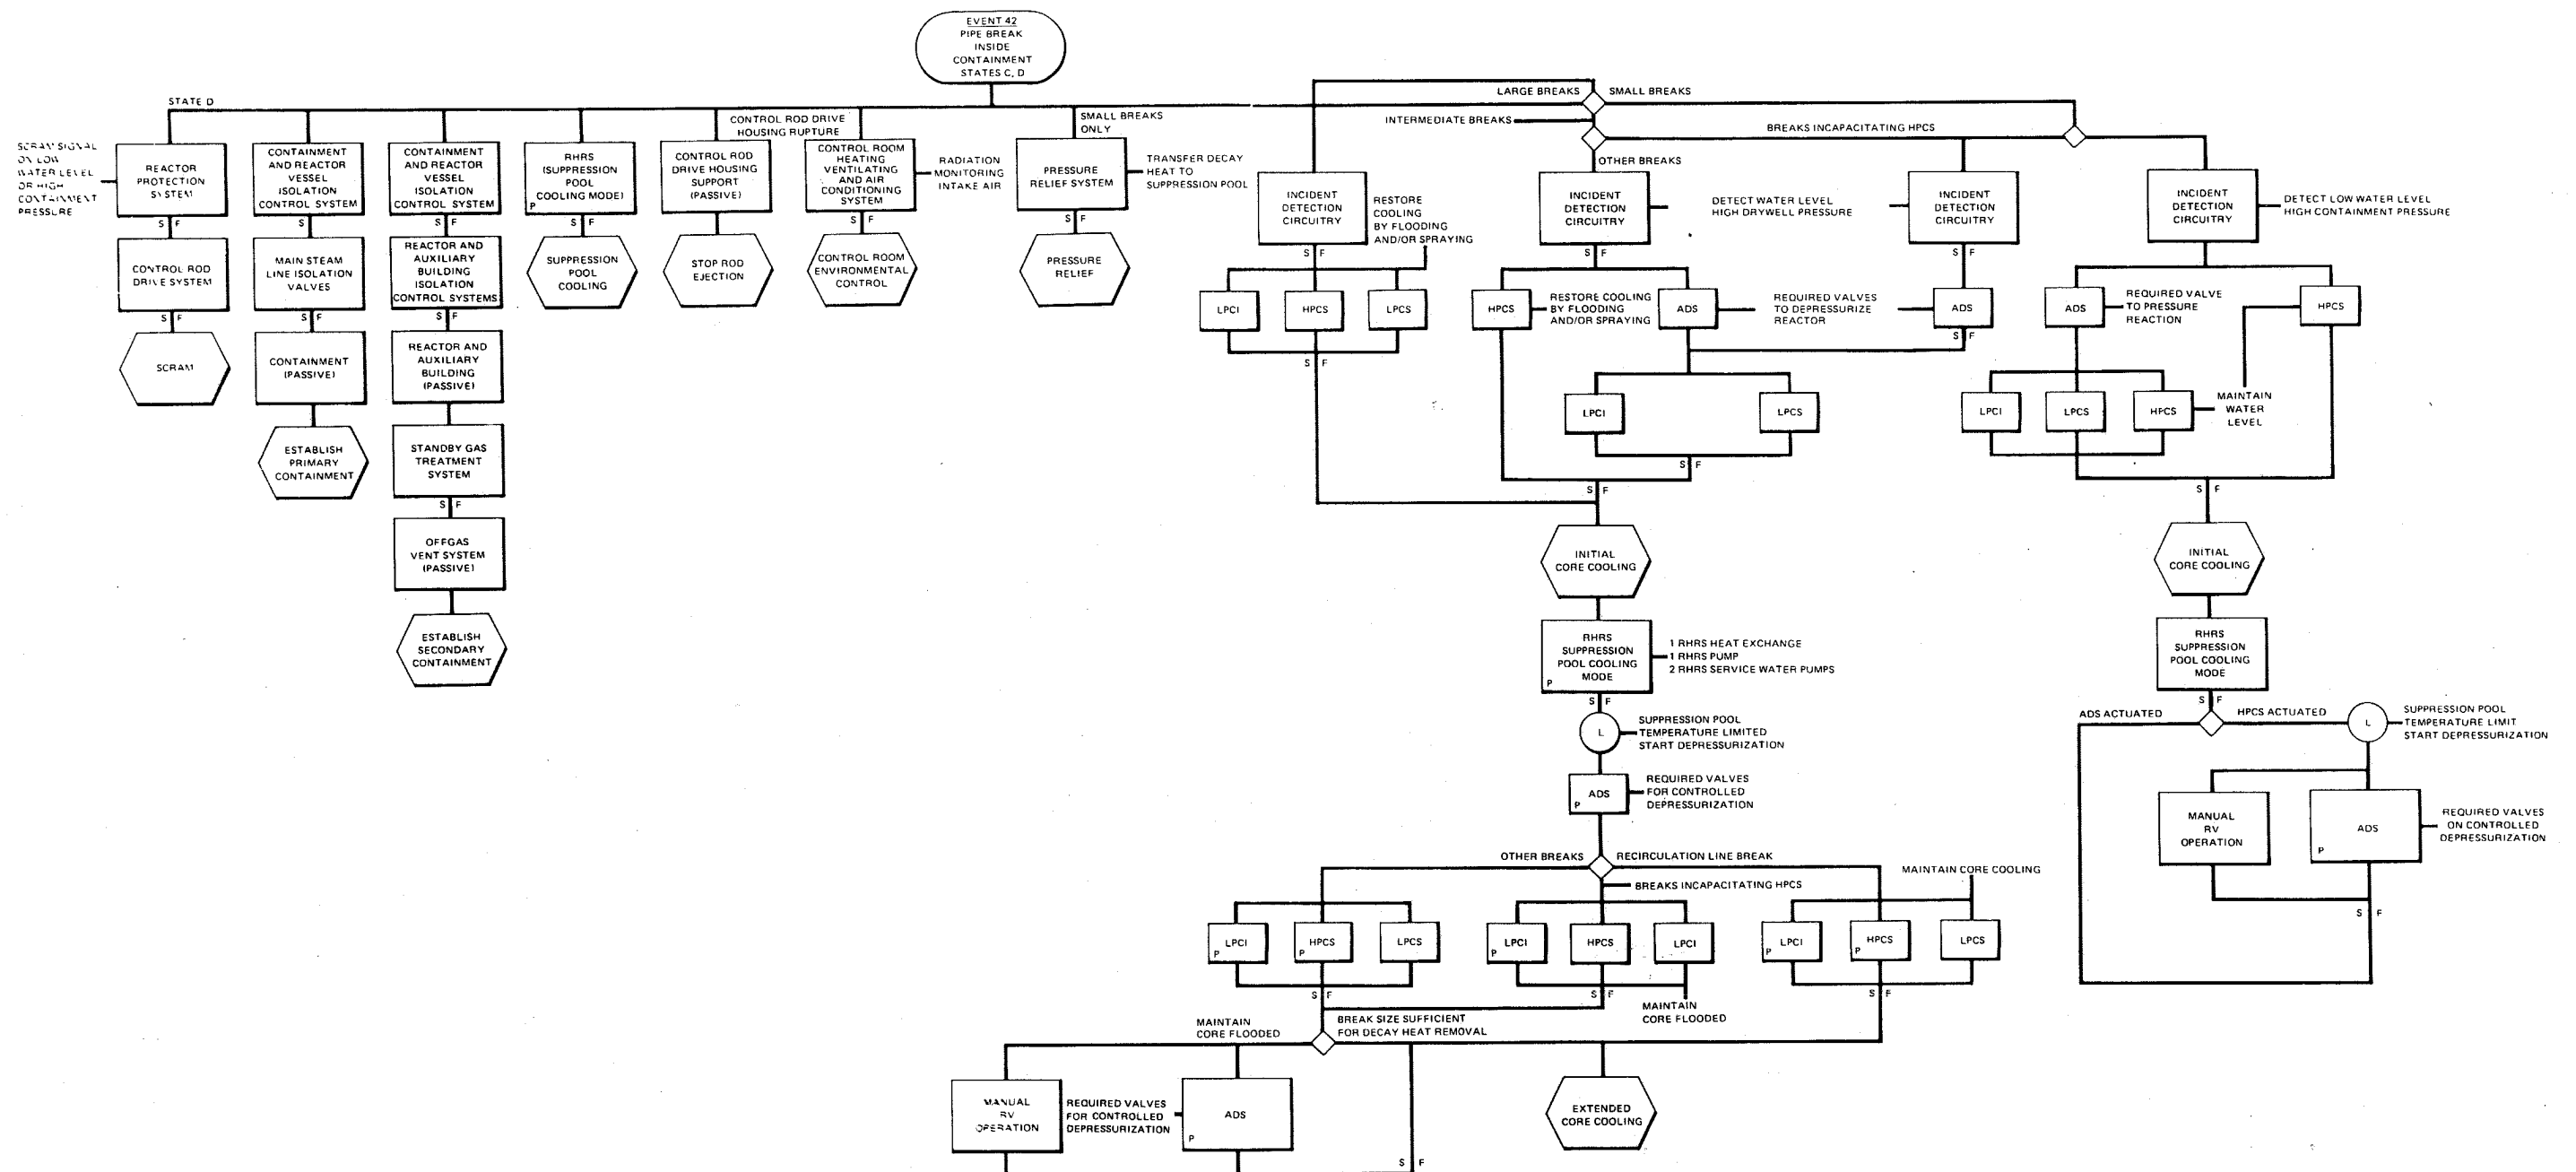 EVENT 42
PIPE BREAK
INSIDE
CONTAINMENT
STATES C, D
STATE D
SCRAM SIGNAL
ON LOW
WATER LEVEL
OR HIGH
CONTAINMENT
PRESSURE
REACTOR
PROTECTION
SYSTEM
S F
CONTROL ROD
DRIVE SYSTEM
S F
SCRAM
CONTAINMENT
AND REACTOR
VESSEL
ISOLATION
CONTROL SYSTEM
S
MAIN STEAM
LINE ISOLATION
VALVES
S F
CONTAINMENT
(PASSIVE)
ESTABLISH
PRIMARY
CONTAINMENT
CONTAINMENT
AND REACTOR
VESSEL
ISOLATION
CONTROL SYSTEM
S F
REACTOR AND
AUXILIARY
BUILDING
ISOLATION
CONTROL SYSTEMS
S F
REACTOR AND
AUXILIARY
BUILDING
(PASSIVE)
STANDBY GAS
TREATMENT
SYSTEM
S F
OFFGAS
VENT SYSTEM
(PASSIVE)
ESTABLISH
SECONDARY
CONTAINMENT
RHRS
(SUPPRESSION
POOL
COOLING MODE)
P
S F
SUPPRESSION
POOL
COOLING
CONTROL ROD DRIVE
HOUSING RUPTURE
CONTROL ROD
DRIVE HOUSING
SUPPORT
(PASSIVE)
STOP ROD
EJECTION
CONTROL ROOM
HEATING
VENTILATING
AND AIR
CONDITIONING
SYSTEM
RADIATION
MONITORING
INTAKE AIR
S F
CONTROL ROOM
ENVIRONMENTAL
CONTROL
SMALL BREAKS
ONLY
PRESSURE
RELIEF SYSTEM
TRANSFER DECAY
HEAT TO
SUPPRESSION POOL
S F
PRESSURE
RELIEF
LARGE BREAKS
SMALL BREAKS
INTERMEDIATE BREAKS
BREAKS INCAPACITATING HPCS
OTHER BREAKS
INCIDENT
DETECTION
CIRCUITRY
RESTORE
COOLING
BY FLOODING
AND/OR SPRAYING
S F
LPCI
HPCS
LPCS
S F
INCIDENT
DETECTION
CIRCUITRY
DETECT WATER LEVEL
HIGH DRYWELL PRESSURE
INCIDENT
DETECTION
CIRCUITRY
S F
S F
HPCS
RESTORE COOLING
BY FLOODING
AND/OR SPRAYING
ADS
REQUIRED VALVES
TO DEPRESSURIZE
REACTOR
ADS
S F
LPCI
LPCS
S F
S F
INITIAL
CORE COOLING
RHRS
SUPPRESSION
POOL COOLING
MODE
P
1 RHRS HEAT EXCHANGE
1 RHRS PUMP
2 RHRS SERVICE WATER PUMPS
S F
L
SUPPRESSION POOL
TEMPERATURE LIMITED
START DEPRESSURIZATION
ADS
P
REQUIRED VALVES
FOR CONTROLLED
DEPRESSURIZATION
OTHER BREAKS
RECIRCULATION LINE BREAK
BREAKS INCAPACITATING HPCS
MAINTAIN CORE COOLING
LPCI
P
HPCS
P
LPCS
LPCI
P
HPCS
LPCI
LPCI
P
HPCS
P
LPCS
S F
S F
S F
MAINTAIN
CORE FLOODED
MAINTAIN
CORE FLOODED
BREAK SIZE SUFFICIENT
FOR DECAY HEAT REMOVAL
MANUAL
RV
OPERATION
REQUIRED VALVES
FOR CONTROLLED
DEPRESSURIZATION
ADS
P
S F
EXTENDED
CORE COOLING
INCIDENT
DETECTION
CIRCUITRY
DETECT LOW WATER LEVEL
HIGH CONTAINMENT PRESSURE
ADS
REQUIRED VALVE
TO PRESSURE
REACTION
HPCS
LPCI
LPCS
HPCS
MAINTAIN
WATER
LEVEL
S F
INITIAL
CORE COOLING
RHRS
SUPPRESSION
POOL COOLING
MODE
S F
ADS ACTUATED
HPCS ACTUATED
L
SUPPRESSION POOL
TEMPERATURE LIMIT
START DEPRESSURIZATION
MANUAL
RV
OPERATION
ADS
P
REQUIRED VALVES
ON CONTROLLED
DEPRESSURIZATION
S F